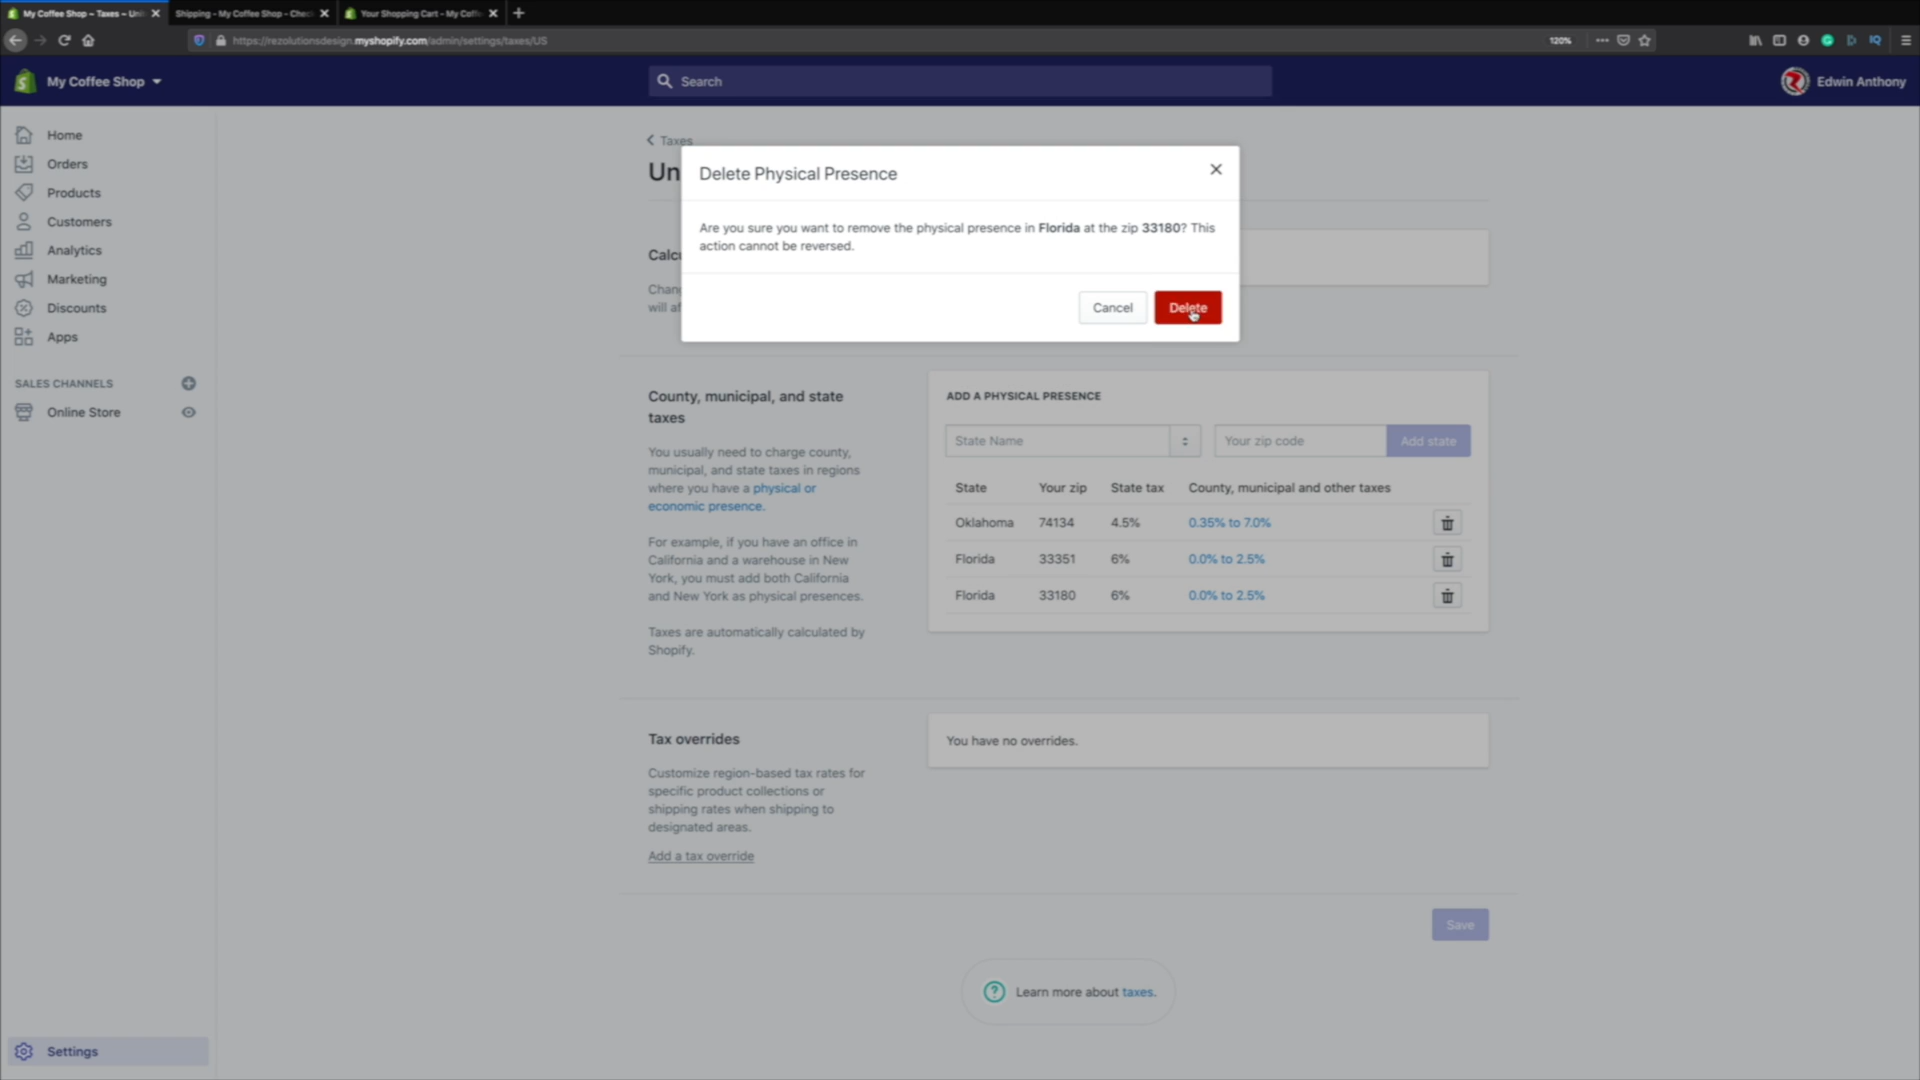 My Coffee Shop ~ Taxes ~ Uni
Shipping - My Coffee Shop - Chec
Your Shopping Cart - My Coff
https://rezolutionsdesign.myshopify.com/admin/settings/taxes/US
120%
My Coffee Shop
Search
Edwin Anthony
Home
Orders
Products
Customers
Analytics
Marketing
Discounts
Apps
SALES CHANNELS
Online Store
Settings
Taxes
Un
Calcu
Chang
will af
Delete Physical Presence
Are you sure you want to remove the physical presence in Florida at the zip 33180? This
action cannot be reversed.
Cancel
Delete
County, municipal, and state
taxes
You usually need to charge county,
municipal, and state taxes in regions
where you have a physical or
economic presence.
For example, if you have an office in
California and a warehouse in New
York, you must add both California
and New York as physical presences.
Taxes are automatically calculated by
Shopify.
ADD A PHYSICAL PRESENCE
State Name
Your zip code
Add state
State Your zip State tax County, municipal and other taxes
Oklahoma 74134 4.5% 0.35% to 7.0%
Florida 33351 6% 0.0% to 2.5%
Florida 33180 6% 0.0% to 2.5%
Tax overrides
Customize region-based tax rates for
specific product collections or
shipping rates when shipping to
designated areas.
Add a tax override
You have no overrides.
Save
Learn more about taxes.